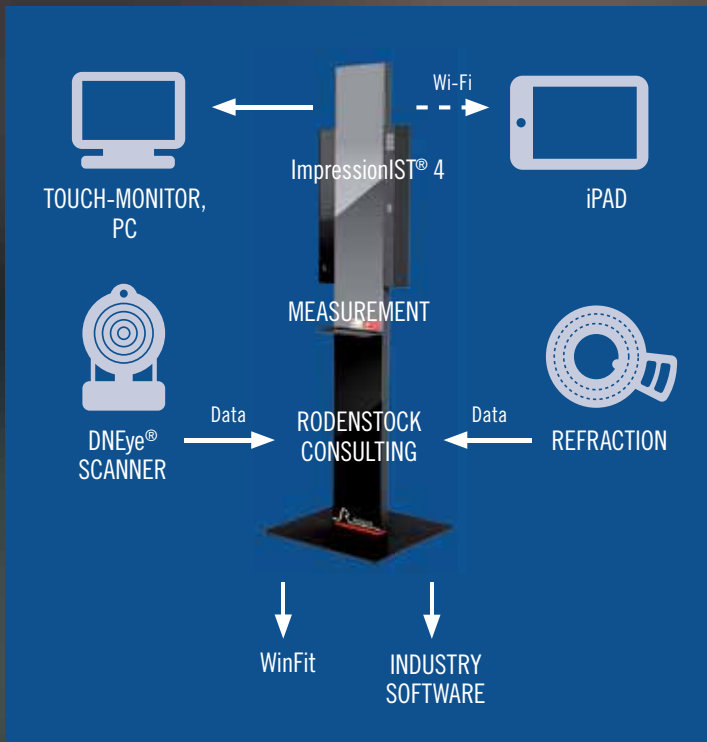 Wi-Fi
ImpressionIST® 4
TOUCH-MONITOR,
PC
iPAD
MEASUREMENT
Data
RODENSTOCK
CONSULTING
Data
DNEye®
SCANNER
REFRACTION
WinFit
INDUSTRY
SOFTWARE